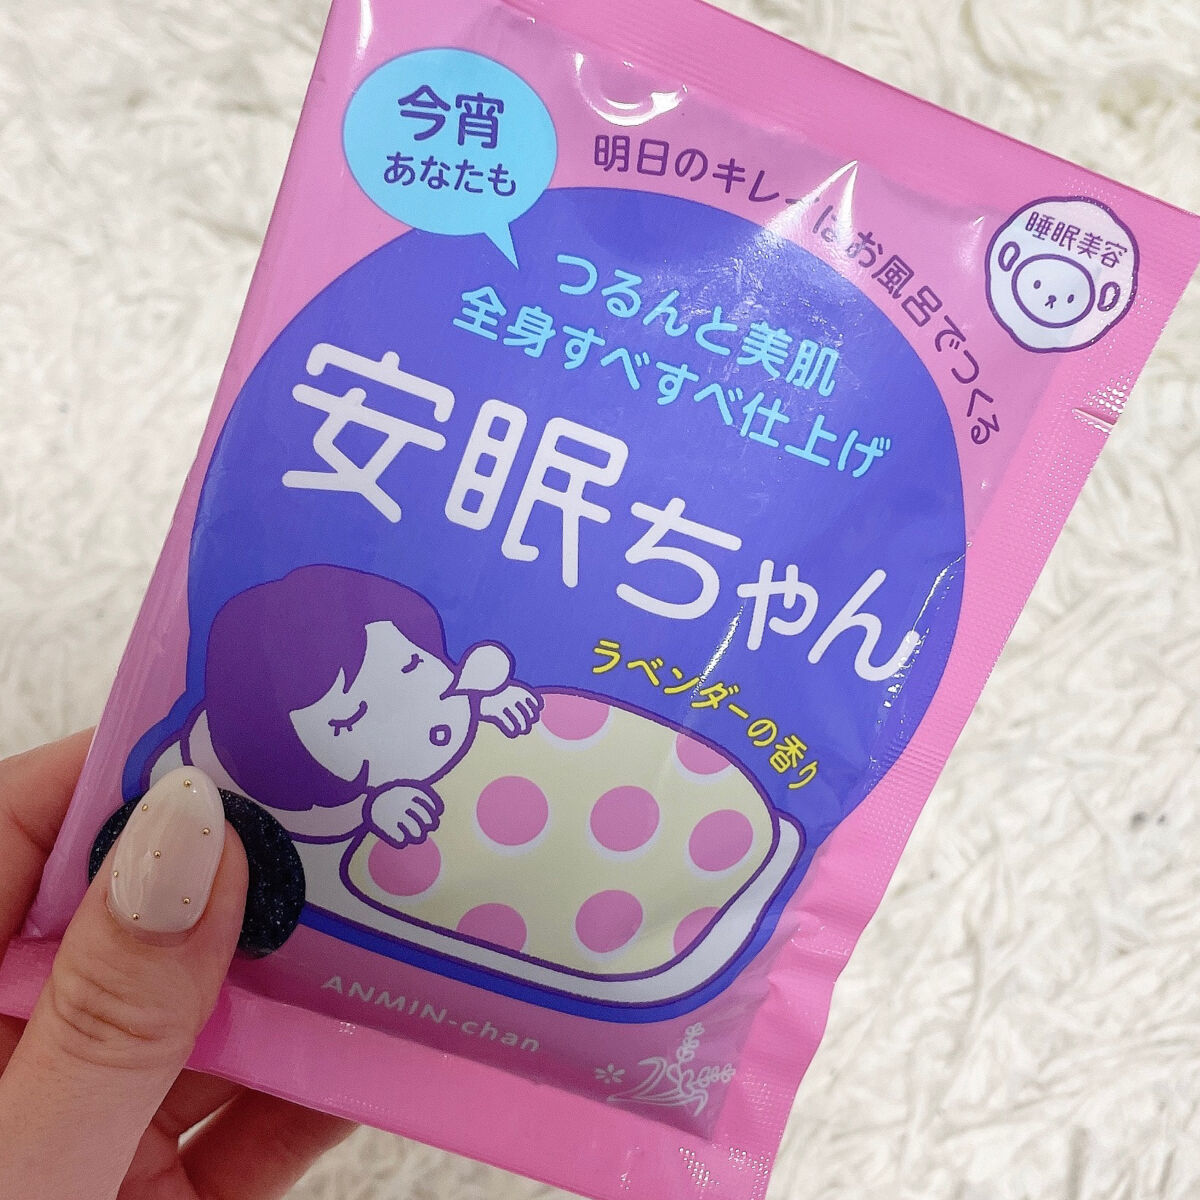 今宵
あなたも
明日のキレイはお風呂でつくる
睡眠美容
つるんと美肌
全身すべすべ仕上げ
安眠ちゃん
ラベンダーの香り
ANMIN-chan